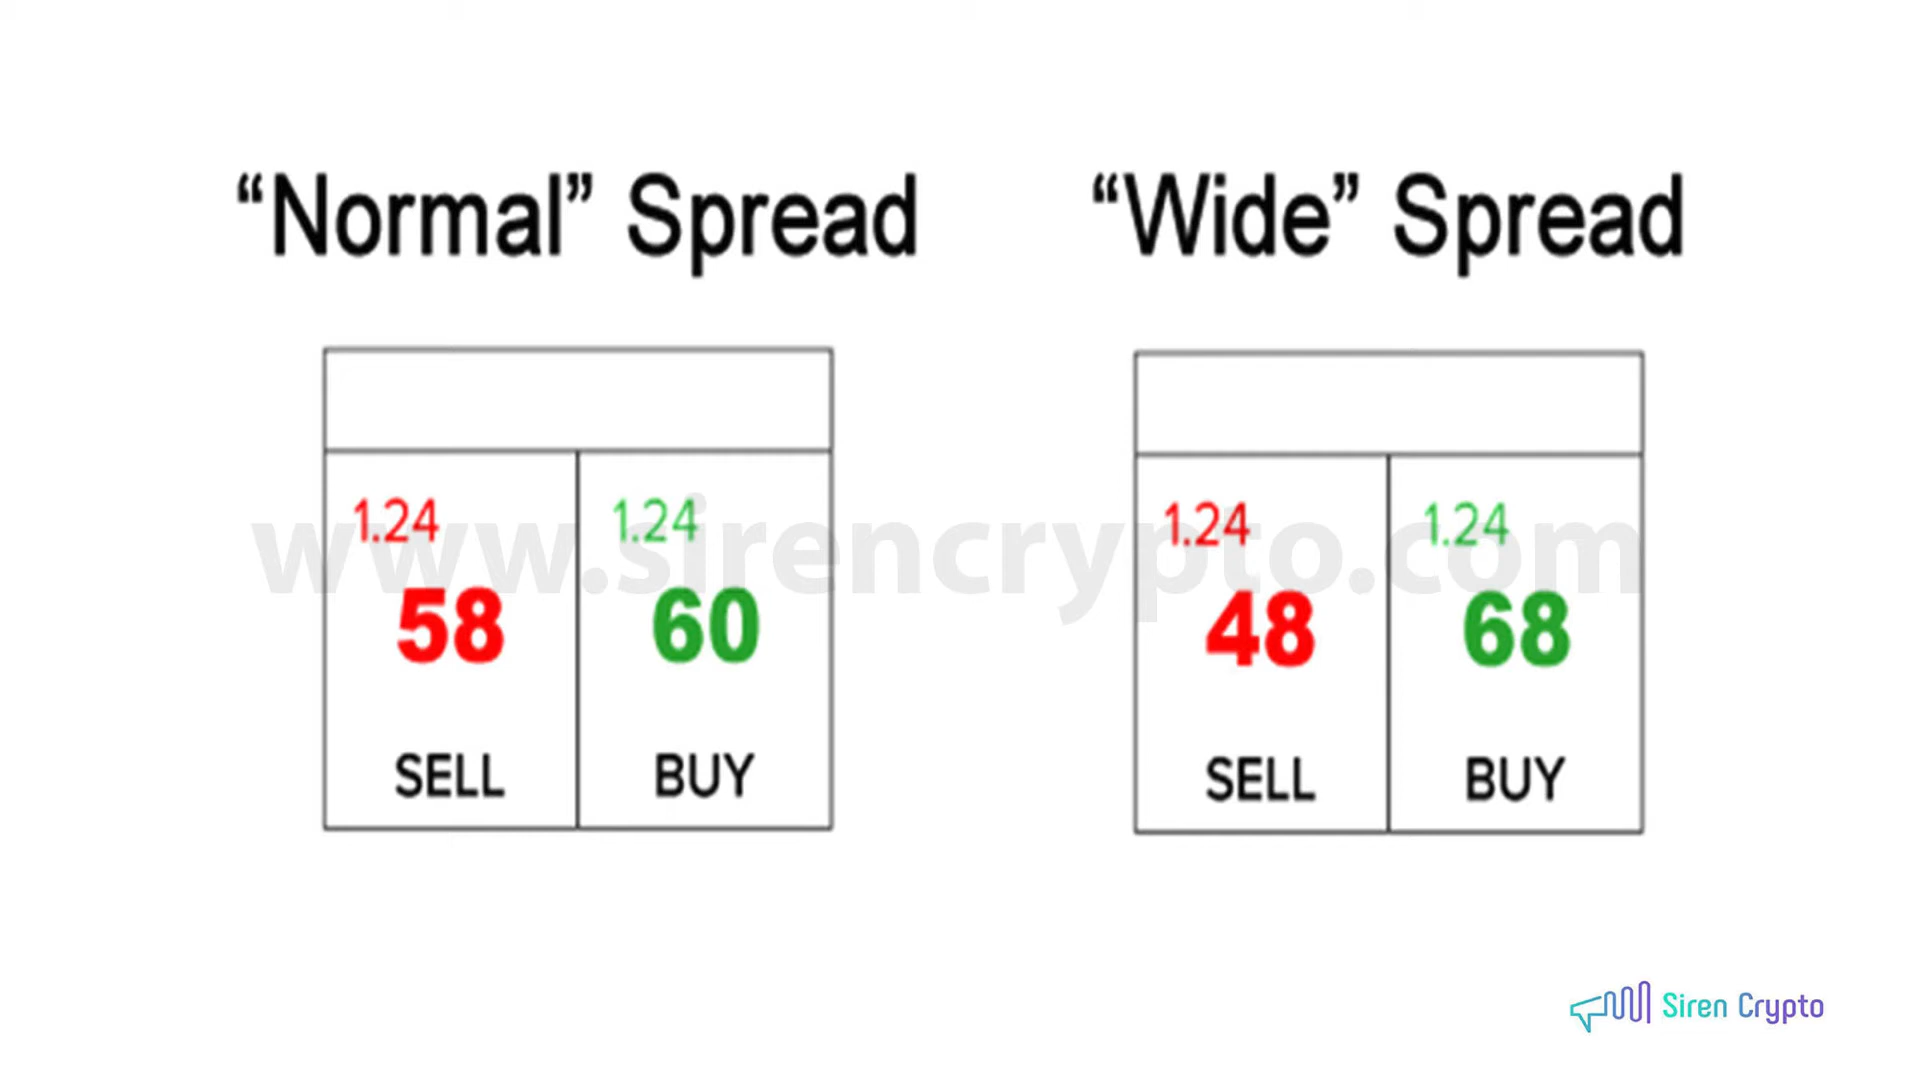 “Normal” Spread
“Wide” Spread
1.24
1.24
58
60
SELL
BUY
1.24
1.24
48
68
SELL
BUY
www.sirencrypto.com
Siren Crypto